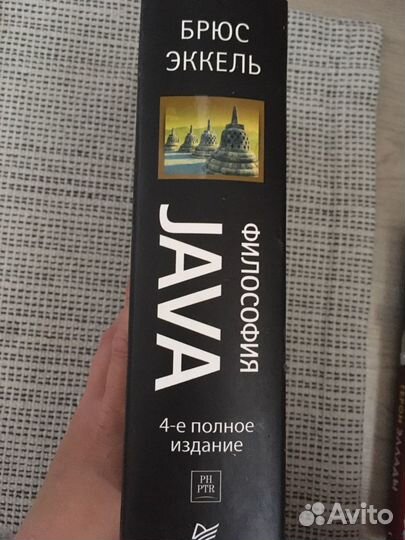 БРЮС
ЭККЕЛЬ
ФИЛОСОФИЯ
JAVA
4-е полное
издание
PH
PTR
Avito